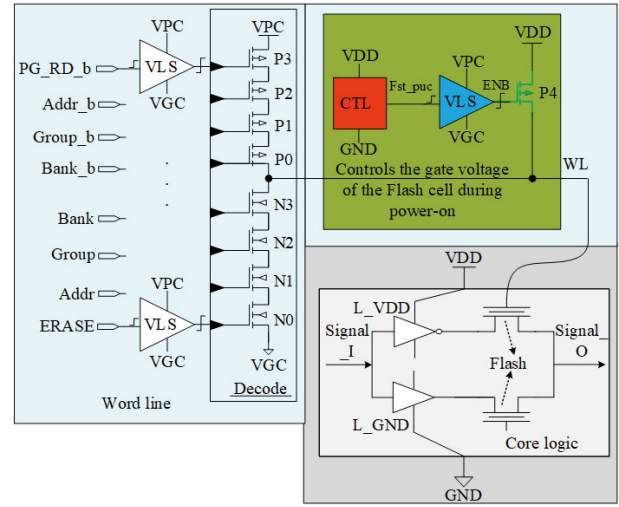 VPC
VPC
PG_RD_b
VLS
P3
VGC
Addr_b
P2
Group_b
P1
Bank_b
P0
Bank
N3
Group
N2
Addr
N1
VPC
ERASE
VLS
N0
VGC
VGC
Decode
Word line
VDD
VDD
VPC
CTL
Fst_puc
VLS
ENB
P4
GND
VGC
Controls the gate voltage
of the Flash cell during
power-on
WL
VDD
L_VDD
Signal
_I
Signal_
O
Flash
L_GND
Core logic
GND